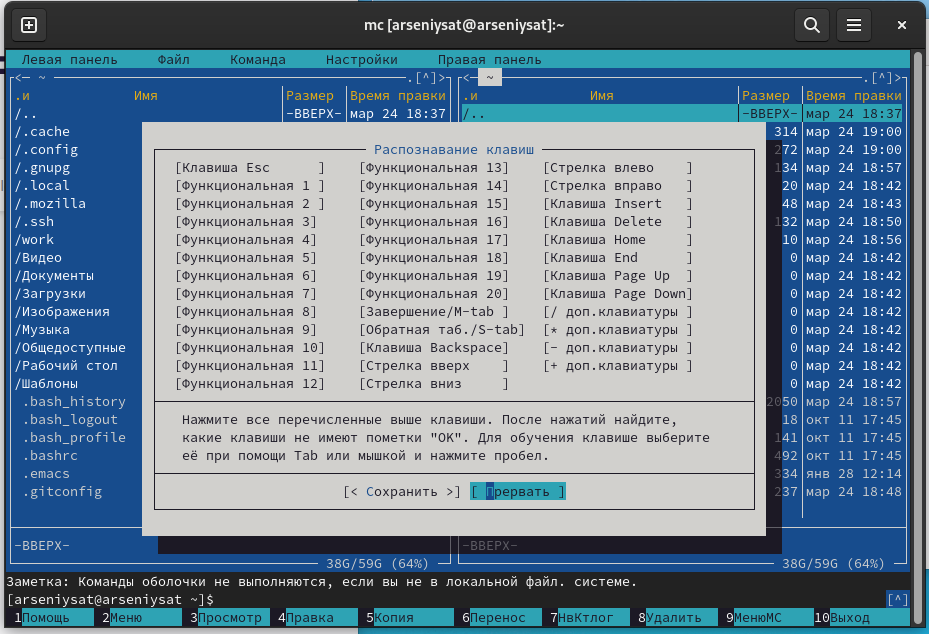 mc [arseniysat@arseniysat]:~
Левая панель Файл Команда Настройки Правая панель
<— ~ .[^]> <— ~ .[^]>
.и Имя Размер Время правки .и Имя Размер Время правки
/.. -ВВЕРХ- мар 24 18:37 /.. -ВВЕРХ- мар 24 18:37
/.cache 314 мар 24 19:00
/.config Распознавание клавиш 272 мар 24 19:00
/.gnupg [Клавиша Esc ] [Функциональная 13] [Стрелка влево ] 134 мар 24 18:57
/.local [Функциональная 1 ] [Функциональная 14] [Стрелка вправо ] 20 мар 24 18:42
/.mozilla [Функциональная 2 ] [Функциональная 15] [Клавиша Insert ] 48 мар 24 18:43
/.ssh [Функциональная 3] [Функциональная 16] [Клавиша Delete ] 132 мар 24 18:50
/work [Функциональная 4] [Функциональная 17] [Клавиша Home ] 10 мар 24 18:56
/Видео [Функциональная 5] [Функциональная 18] [Клавиша End ] 0 мар 24 18:42
/Документы [Функциональная 6] [Функциональная 19] [Клавиша Page Up ] 0 мар 24 18:42
/Загрузки [Функциональная 7] [Функциональная 20] [Клавиша Page Down] 0 мар 24 18:42
/Изображения [Функциональная 8] [Завершение/M-tab ] [/ доп.клавиатуры ] 0 мар 24 18:42
/Музыка [Функциональная 9] [Обратная таб./S-tab] [* доп.клавиатуры ] 0 мар 24 18:42
/Общедоступные [Функциональная 10] [Клавиша Backspace] [- доп.клавиатуры ] 0 мар 24 18:42
/Рабочий стол [Функциональная 11] [Стрелка вверх ] [+ доп.клавиатуры ] 0 мар 24 18:42
/Шаблоны [Функциональная 12] [Стрелка вниз ] 0 мар 24 18:42
.bash_history 2050 мар 24 18:57
.bash_logout Нажмите все перечисленные выше клавиши. После нажатий найдите, 18 окт 11 17:45
.bash_profile какие клавиши не имеют пометки "OK". Для обучения клавише выберите 141 окт 11 17:45
.bashrc её при помощи Tab или мышкой и нажмите пробел. 492 окт 11 17:45
.emacs 334 янв 28 12:14
.gitconfig [< Сохранить >] [ Прервать ] 237 мар 24 18:48
-ВВЕРХ- -ВВЕРХ-
38G/59G (64%) 38G/59G (64%)
Заметка: Команды оболочки не выполняются, если вы не в локальной файл. системе.
[arseniysat@arseniysat ~]$ [^]
1Помощь 2Меню 3Просмотр 4Правка 5Копия 6Перенос 7НвКтлог 8Удалить 9МенюMC 10Выход